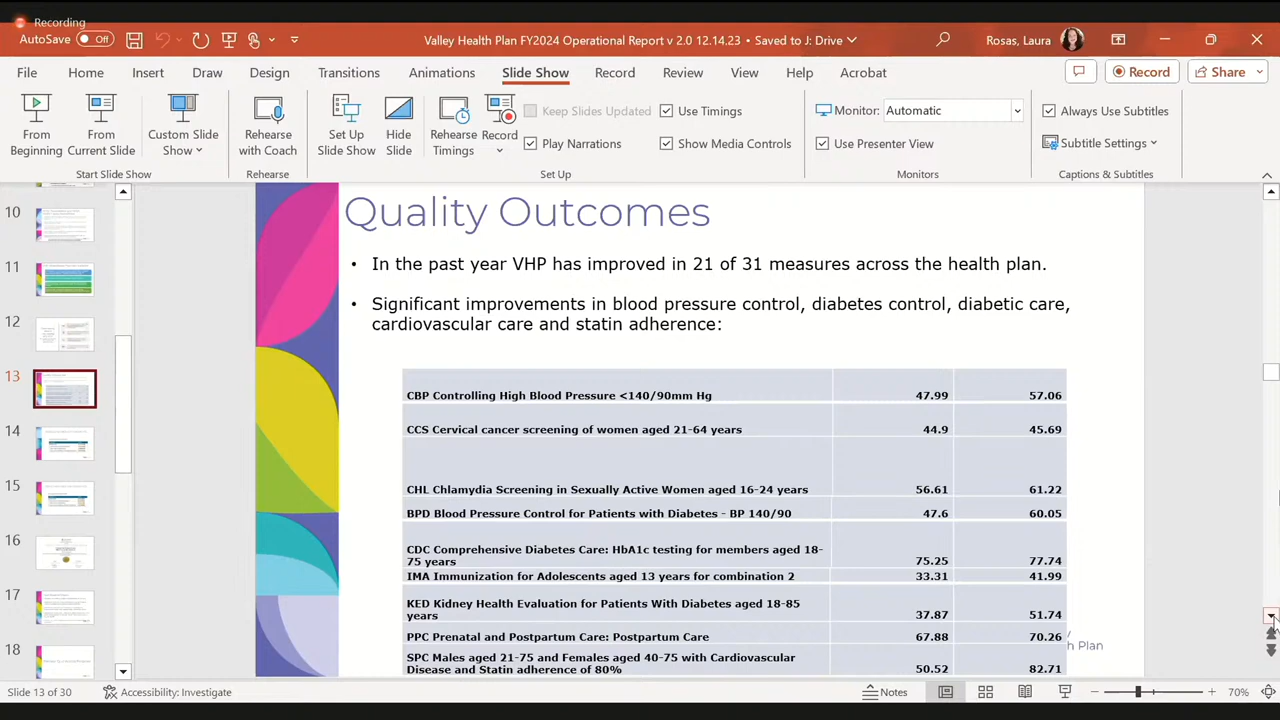 Recording
AutoSave Off
Valley Health Plan FY2024 Operational Report v 2.0 12.14.23 • Saved to J: Drive
Rosas, Laura
File Home Insert Draw Design Transitions Animations Slide Show Record Review View Help Acrobat
Record Share
From Beginning
From Current Slide
Custom Slide Show
Rehearse with Coach
Set Up Slide Show
Hide Slide
Rehearse Timings
Record
Keep Slides Updated
Play Narrations
Use Timings
Show Media Controls
Monitor: Automatic
Use Presenter View
Always Use Subtitles
Subtitle Settings
Start Slide Show Rehearse Set Up Monitors Captions & Subtitles
10
11
12
13
14
15
16
17
18
Quality Outcomes
• In the past year VHP has improved in 21 of 31 measures across the health plan.
• Significant improvements in blood pressure control, diabetes control, diabetic care,
cardiovascular care and statin adherence:
CBP Controlling High Blood Pressure <140/90mm Hg 47.99 57.06
CCS Cervical cancer screening of women aged 21-64 years 44.9 45.69
CHL Chlamydia Screening in Sexually Active Women aged 16-24 years 56.61 61.22
BPD Blood Pressure Control for Patients with Diabetes - BP 140/90 47.6 60.05
CDC Comprehensive Diabetes Care: HbA1c testing for members aged 18-
75 years 75.25 77.74
IMA Immunization for Adolescents aged 13 years for combination 2 33.31 41.99
KED Kidney Health Evaluation for Patients With Diabetes aged 18-85
years 37.87 51.74
PPC Prenatal and Postpartum Care: Postpartum Care 67.88 70.26
h Plan
SPC Males aged 21-75 and Females aged 40-75 with Cardiovascular
Disease and Statin adherence of 80% 50.52 82.71
Slide 13 of 30
Accessibility: Investigate
Notes
70%